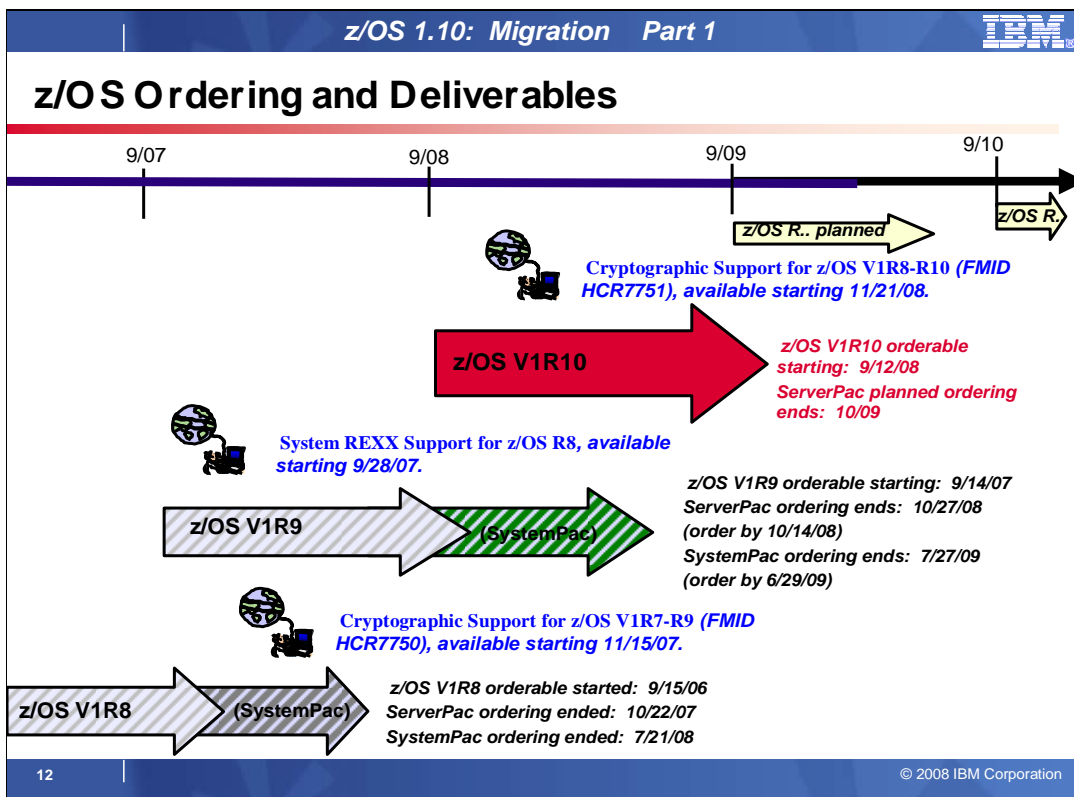 z/OS 1.10: Migration Part 1
IBM®
z/OS Ordering and Deliverables
9/07
9/08
9/09
9/10
z/OS R.. planned
z/OS R.
Cryptographic Support for z/OS V1R8-R10 (FMID
HCR7751), available starting 11/21/08.
z/OS V1R10
z/OS V1R10 orderable
starting: 9/12/08
ServerPac planned ordering
ends: 10/09
System REXX Support for z/OS R8, available
starting 9/28/07.
z/OS V1R9
(SystemPac)
z/OS V1R9 orderable starting: 9/14/07
ServerPac ordering ends: 10/27/08
(order by 10/14/08)
SystemPac ordering ends: 7/27/09
(order by 6/29/09)
Cryptographic Support for z/OS V1R7-R9 (FMID
HCR7750), available starting 11/15/07.
z/OS V1R8
(SystemPac)
z/OS V1R8 orderable started: 9/15/06
ServerPac ordering ended: 10/22/07
SystemPac ordering ended: 7/21/08
12
© 2008 IBM Corporation